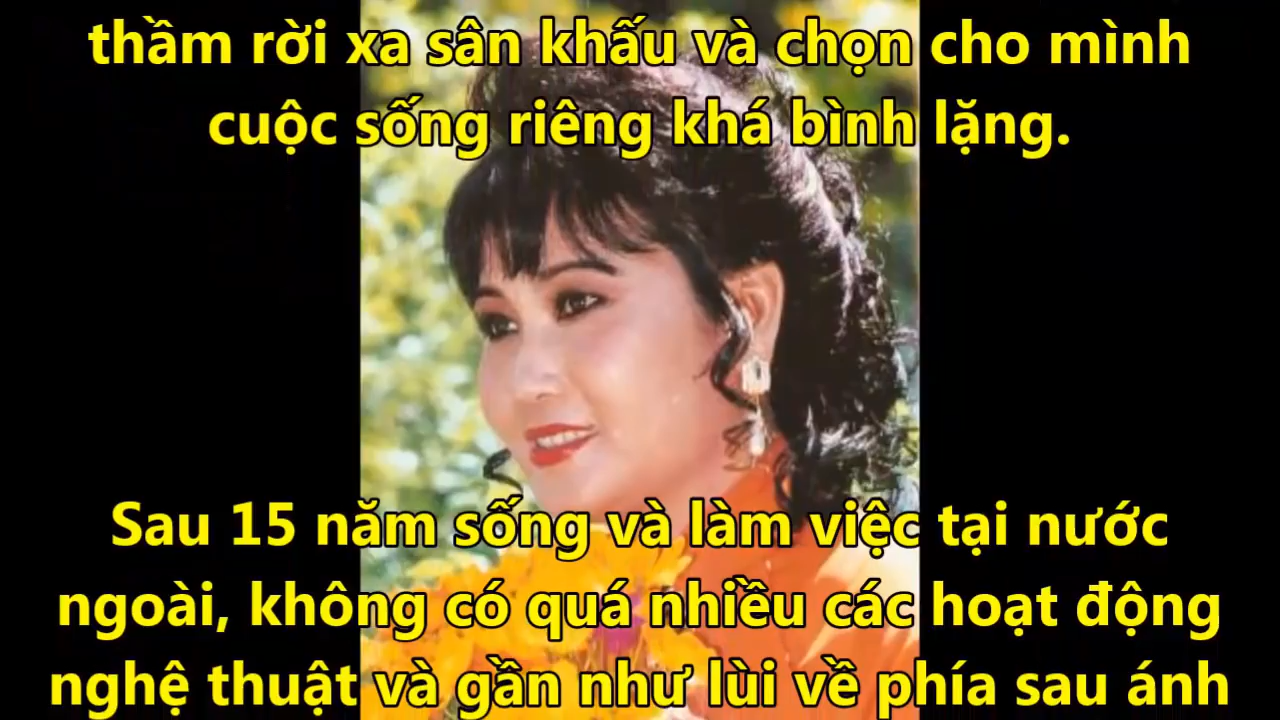 thầm rời xa sân khấu và chọn cho mình
cuộc sống riêng khá bình lặng.
Sau 15 năm sống và làm việc tại nước
ngoài, không có quá nhiều các hoạt động
nghệ thuật và gần như lùi về phía sau ánh